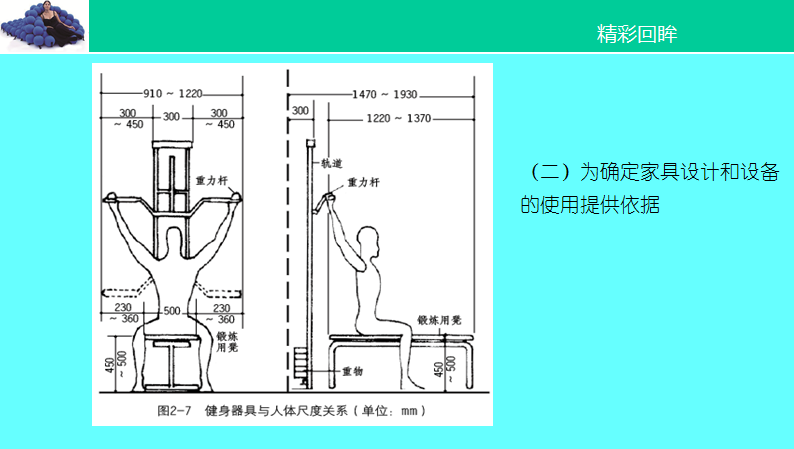 精彩回眸
910 ~ 1220
300
~ 450
300
300
~ 450
重力杆
230
~ 360
500
230
~ 360
锻炼用凳
450
~ 500
1470 ~ 1930
300
1220 ~ 1370
轨道
重力杆
锻炼用凳
重物
450
~ 500
图2-7 健身器具与人体尺度关系（单位：mm）
（二）为确定家具设计和设备
的使用提供依据